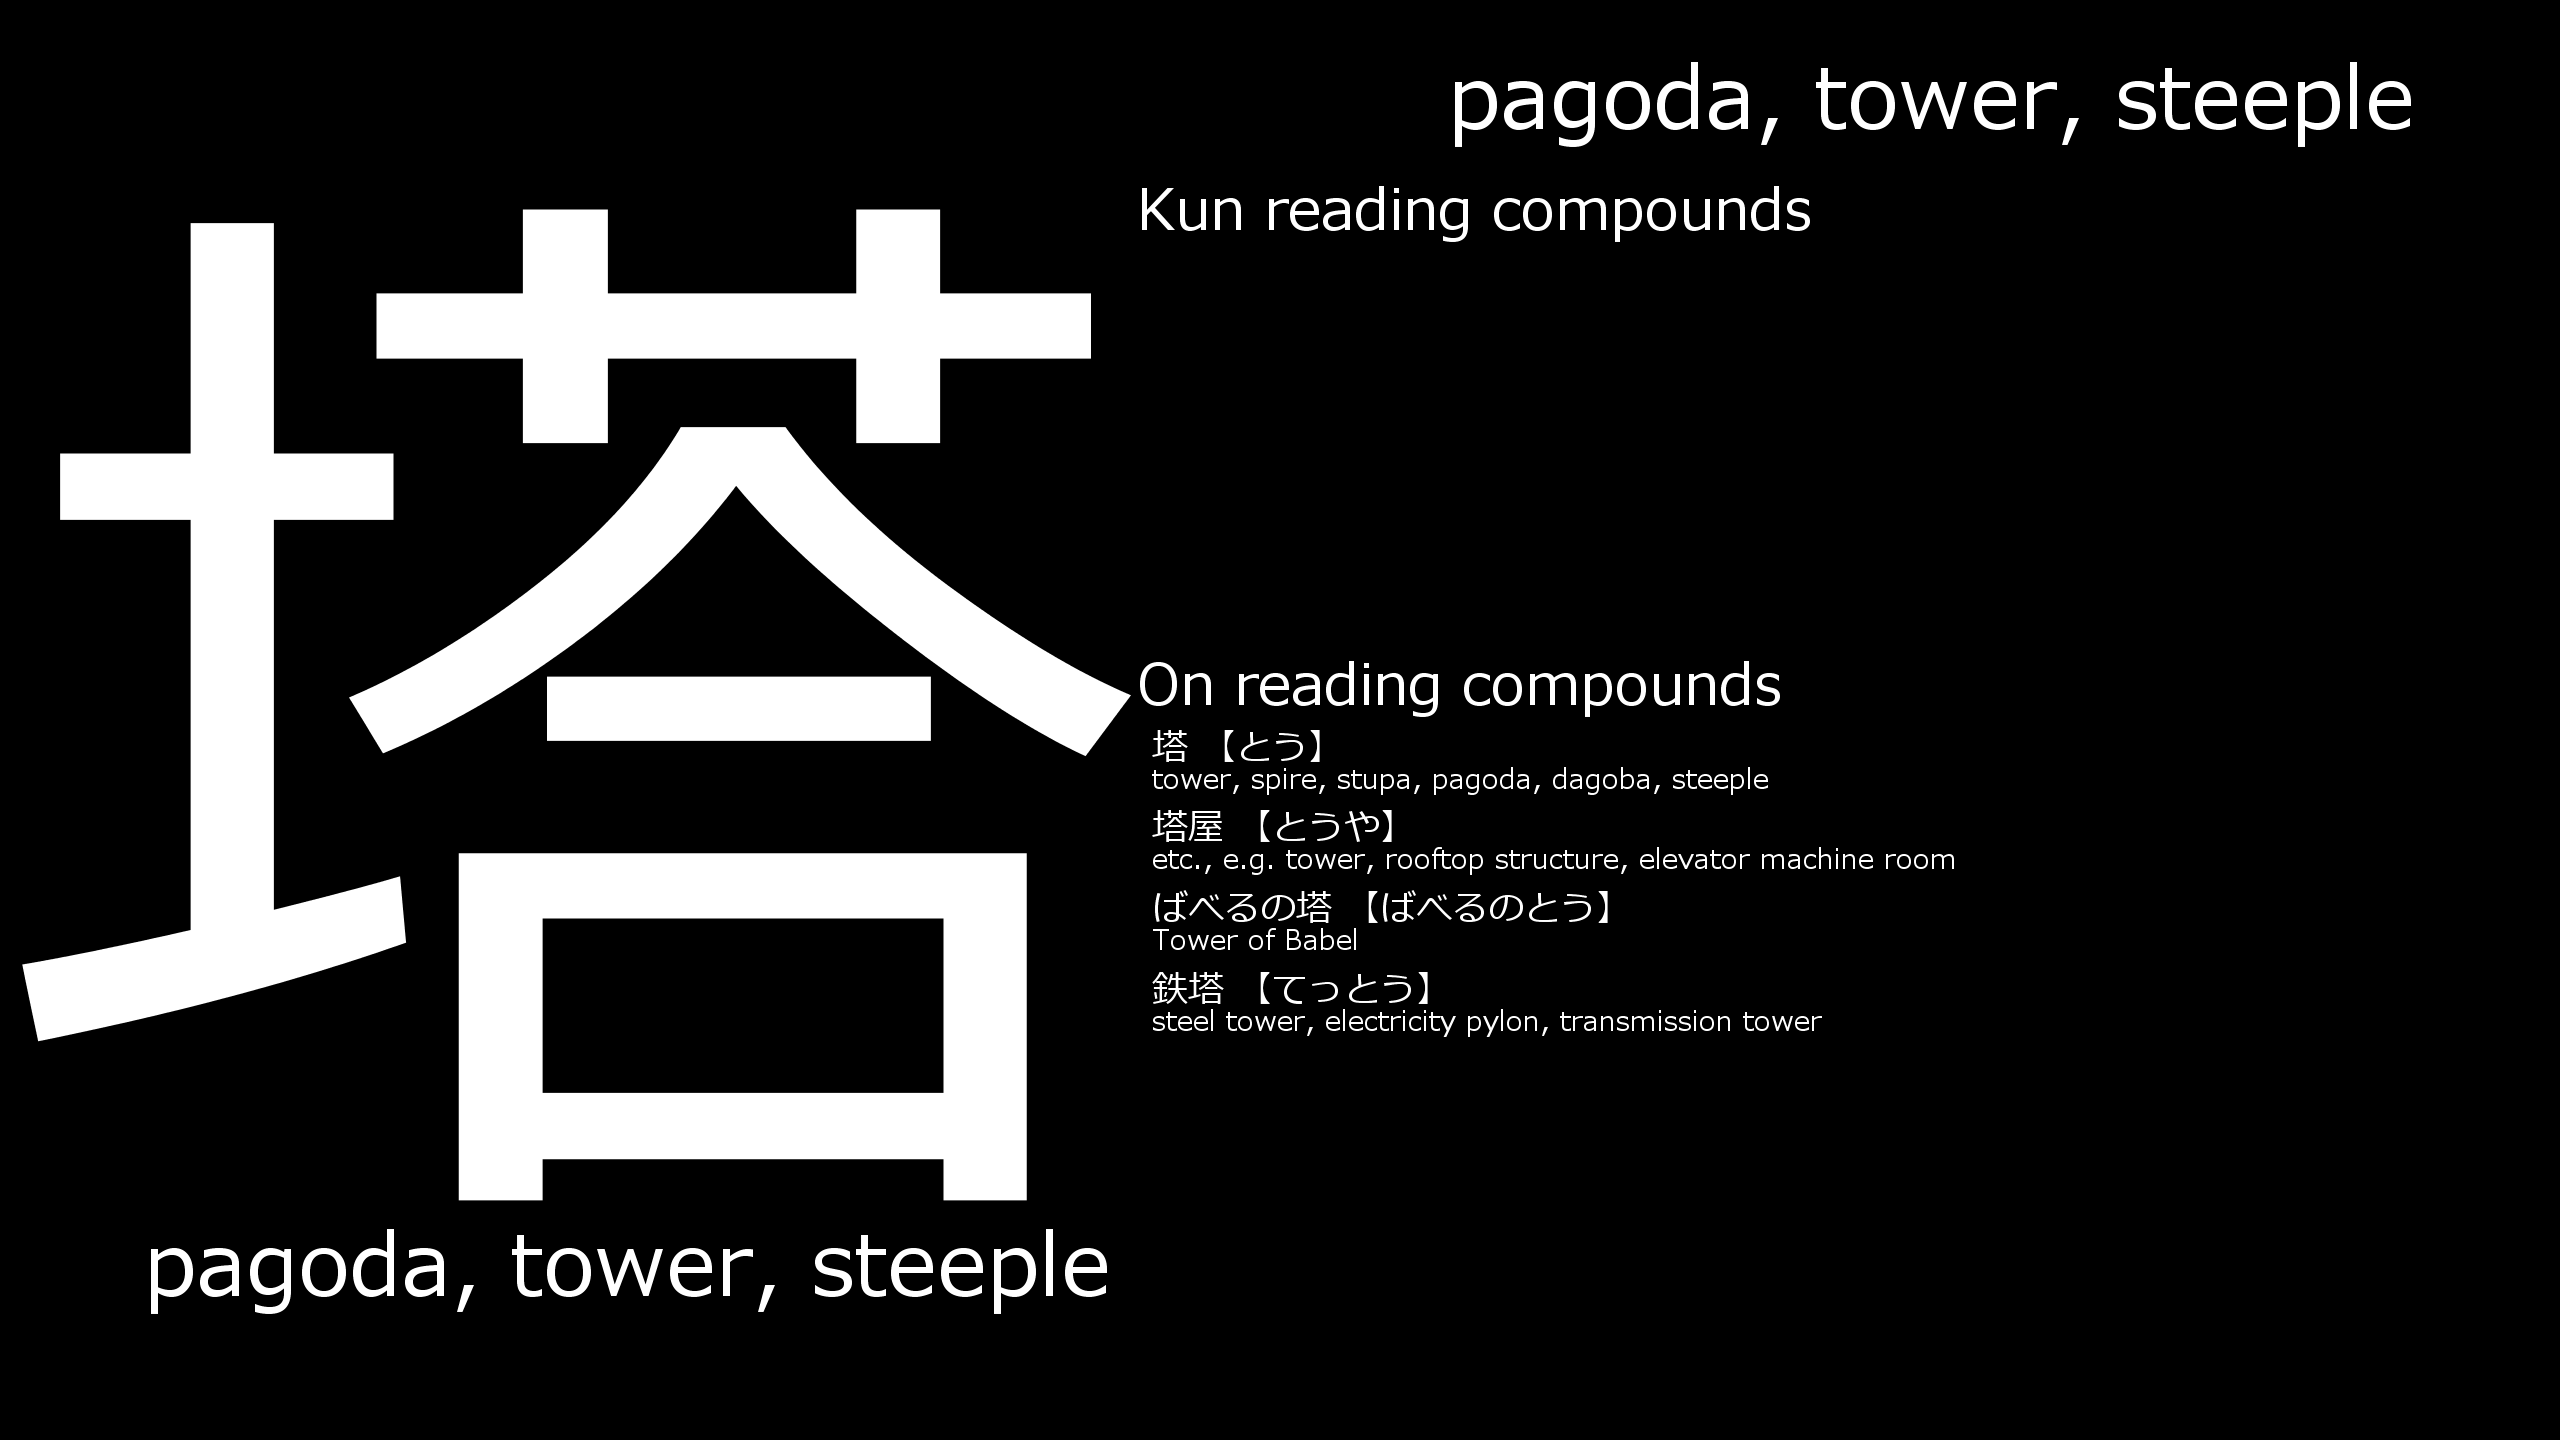 塔
pagoda, tower, steeple
pagoda, tower, steeple
Kun reading compounds
On reading compounds
塔 【とう】
tower, spire, stupa, pagoda, dagoba, steeple
塔屋 【とうや】
etc., e.g. tower, rooftop structure, elevator machine room
ばべるの塔 【ばべるのとう】
Tower of Babel
鉄塔 【てっとう】
steel tower, electricity pylon, transmission tower